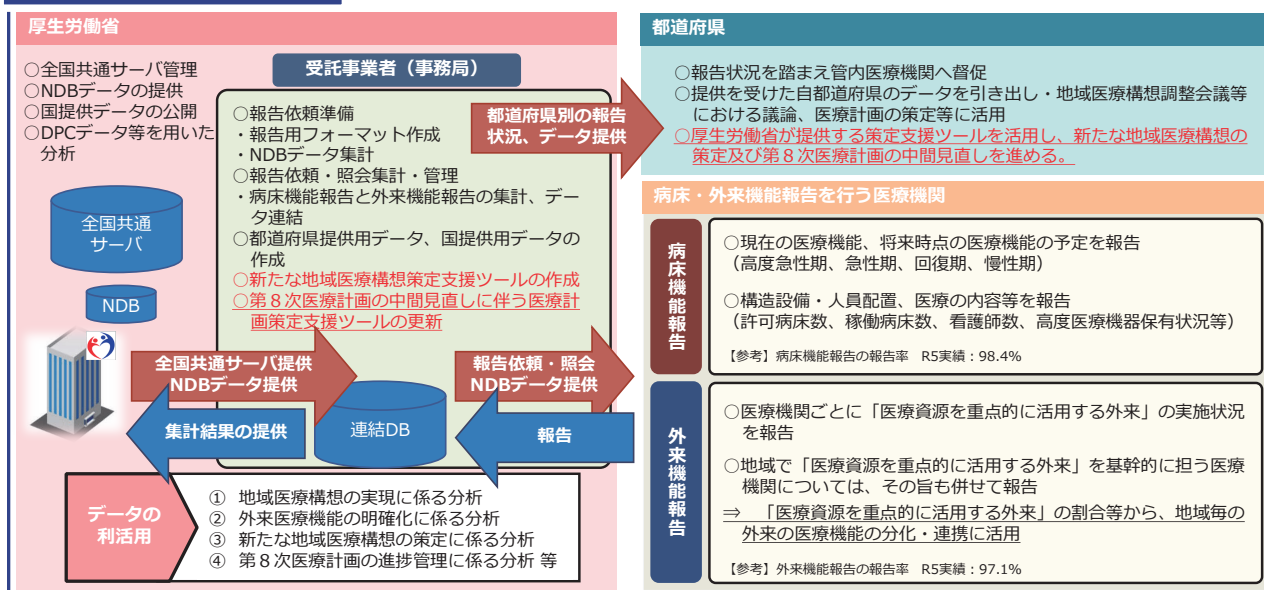 厚生労働省
○全国共通サーバ管理
○NDBデータの提供
○国提供データの公開
○DPCデータ等を用いた
分析
全国共通
サーバ
NDB
受託事業者（事務局）
○報告依頼準備
・報告用フォーマット作成
・NDBデータ集計
○報告依頼・照会集計・管理
・病床機能報告と外来機能報告の集計、デー
タ連結
○都道府県提供用データ、国提供用データの
作成
○新たな地域医療構想策定支援ツールの作成
○第８次医療計画の中間見直しに伴う医療計
画策定支援ツールの更新
都道府県別の報告
状況、データ提供
全国共通サーバ提供
NDBデータ提供
報告依頼・照会
NDBデータ提供
集計結果の提供
連結DB
報告
データの
利活用
① 地域医療構想の実現に係る分析
② 外来医療機能の明確化に係る分析
③ 新たな地域医療構想の策定に係る分析
④ 第８次医療計画の進捗管理に係る分析 等
都道府県
○報告状況を踏まえ管内医療機関へ督促
○提供を受けた自都道府県のデータを引き出し・地域医療構想調整会議等
における議論、医療計画の策定等に活用
○厚生労働省が提供する策定支援ツールを活用し、新たな地域医療構想の
策定及び第８次医療計画の中間見直しを進める。
病床・外来機能報告を行う医療機関
病床機能報告
○現在の医療機能、将来時点の医療機能の予定を報告
（高度急性期、急性期、回復期、慢性期）
○構造設備・人員配置、医療の内容等を報告
（許可病床数、稼働病床数、看護師数、高度医療機器保有状況等）
【参考】病床機能報告の報告率 R5実績：98.4%
外来機能報告
○医療機関ごとに「医療資源を重点的に活用する外来」の実施状況
を報告
○地域で「医療資源を重点的に活用する外来」を基幹的に担う医療
機関については、その旨も併せて報告
⇒ 「医療資源を重点的に活用する外来」の割合等から、地域毎の
外来の医療機能の分化・連携に活用
【参考】外来機能報告の報告率 R5実績：97.1%